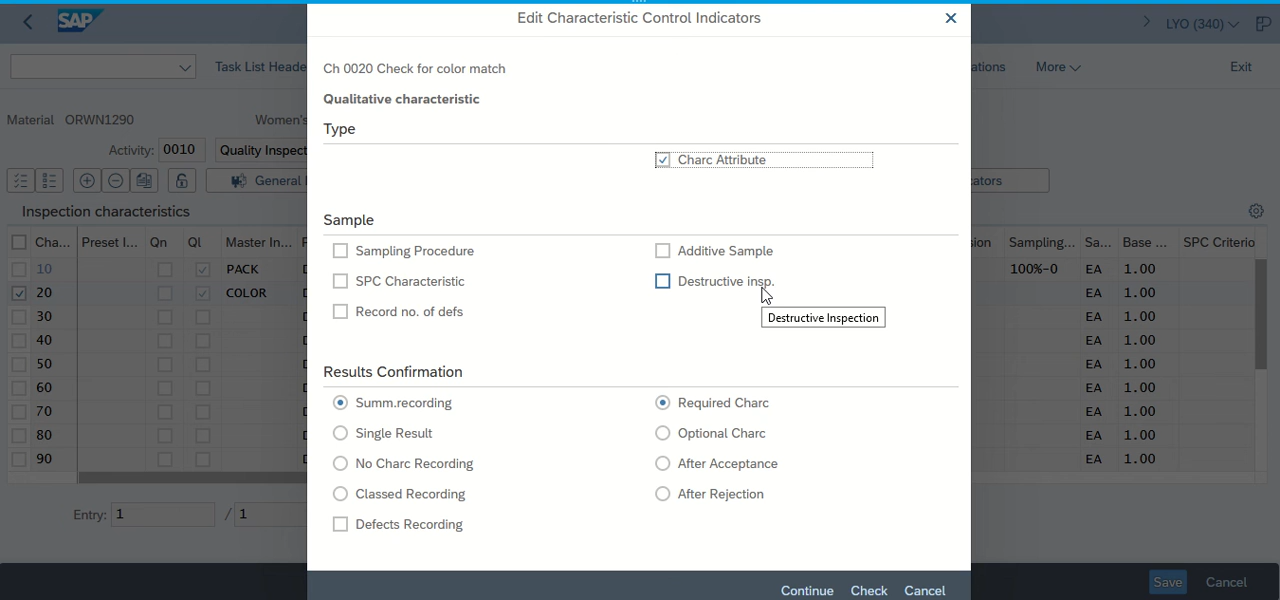 Edit Characteristic Control Indicators
SAP
LYO (340)
Task List Heade
ations
More
Exit
Ch 0020 Check for color match
Qualitative characteristic
Type
Charc Attribute
Material ORWN1290 Women's
Activity: 0010 Quality Inspect
General I
ators
Inspection characteristics
Sample
Sampling Procedure
Additive Sample
SPC Characteristic
Destructive insp.
Record no. of defs
Destructive Inspection
Cha... Preset I... Qn Ql Master In... sion Sampling... Sa... Base ... SPC Criterio
10 PACK 100%-0 EA 1.00
20 COLOR EA 1.00
30 EA 1.00
40 EA 1.00
50 EA 1.00
60 EA 1.00
70 EA 1.00
80 EA 1.00
90 EA 1.00
Results Confirmation
Summ.recording
Required Charc
Single Result
Optional Charc
No Charc Recording
After Acceptance
Classed Recording
After Rejection
Defects Recording
Entry: 1 / 1
Continue Check Cancel
Save Cancel